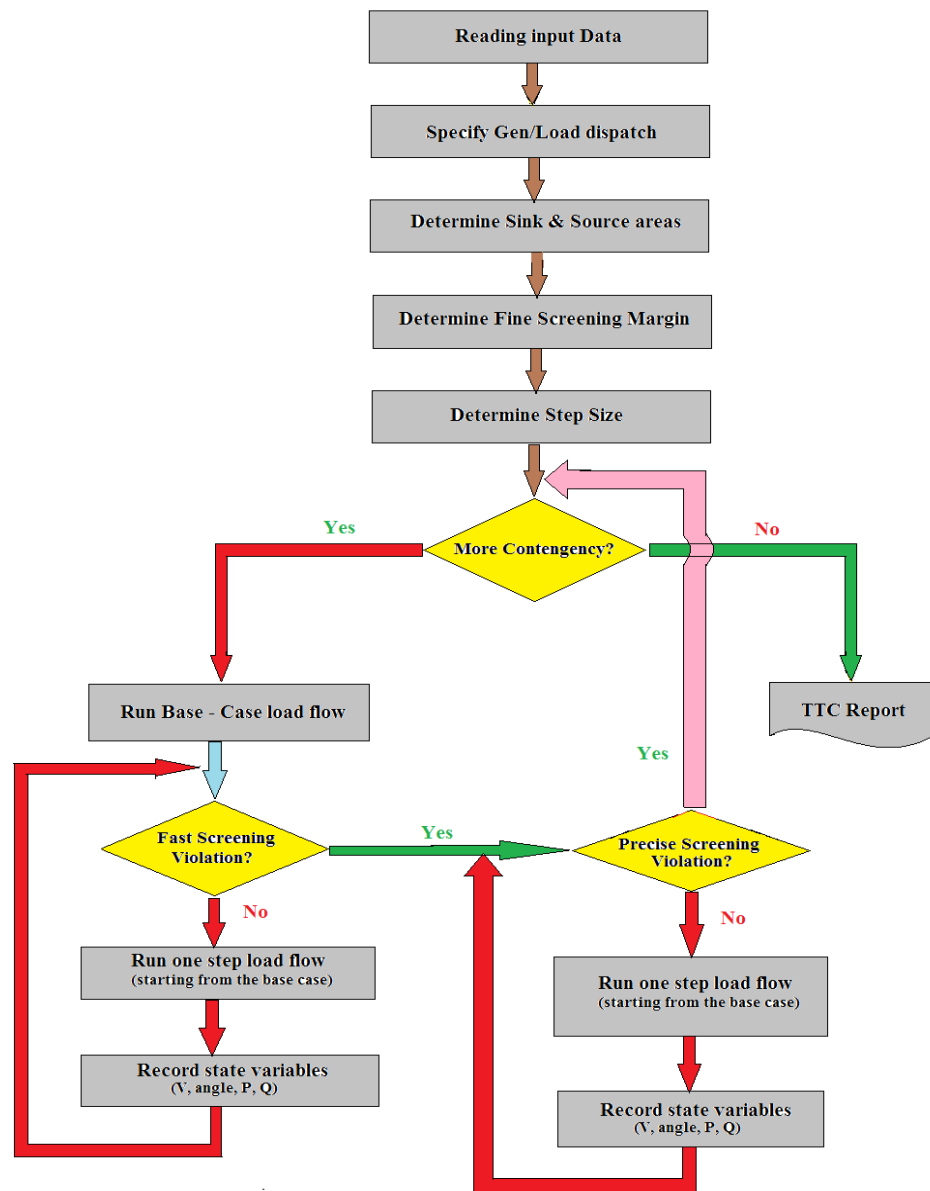 Reading input Data
Specify Gen/Load dispatch
Determine Sink & Source areas
Determine Fine Screening Margin
Determine Step Size
Yes
No
More Contengency?
Run Base - Case load flow
TTC Report
Yes
Yes
Fast Screening
Violation?
Precise Screening
Violation?
No
No
Run one step load flow
(starting from the base case)
Run one step load flow
(starting from the base case)
Record state variables
(V, angle, P, Q)
Record state variables
(V, angle, P, Q)